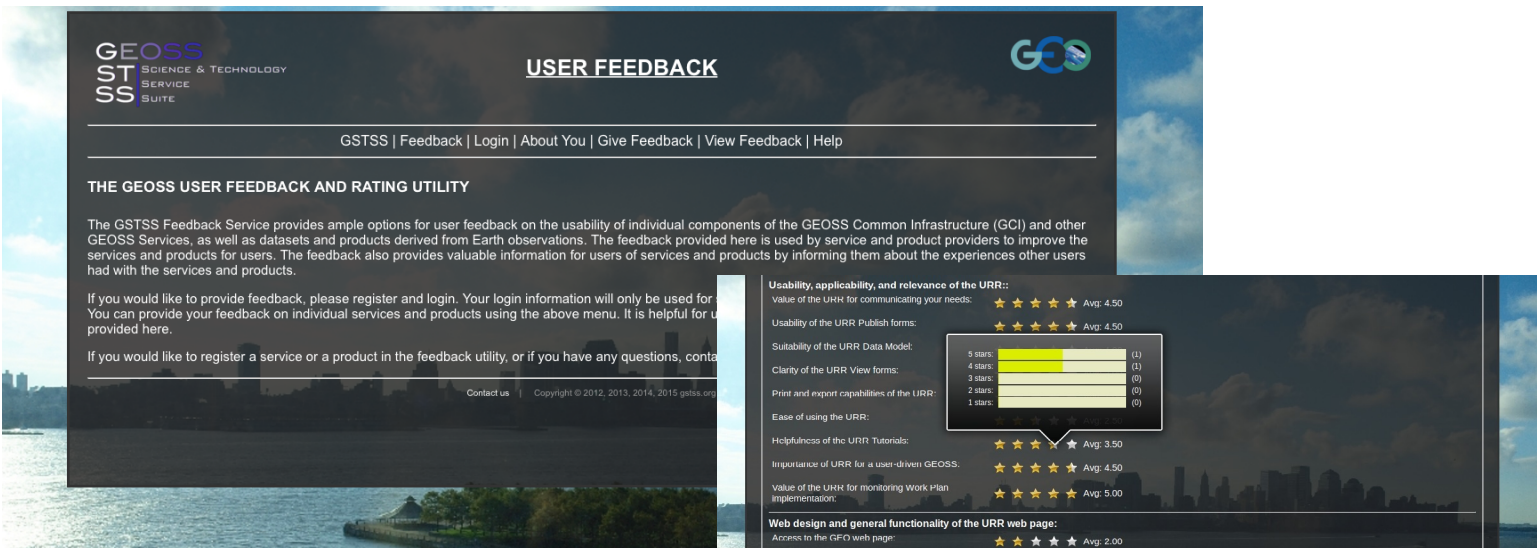 GEOSS
ST SCIENCE & TECHNOLOGY
SERVICE
SS SUITE
USER FEEDBACK
GEO
GSTSS | Feedback | Login | About You | Give Feedback | View Feedback | Help
THE GEOSS USER FEEDBACK AND RATING UTILITY
The GSTSS Feedback Service provides ample options for user feedback on the usability of individual components of the GEOSS Common Infrastructure (GCI) and other
GEOSS Services, as well as datasets and products derived from Earth observations. The feedback provided here is used by service and product providers to improve the
services and products for users. The feedback also provides valuable information for users of services and products by informing them about the experiences other users
had with the services and products.
If you would like to provide feedback, please register and login. Your login information will only be used for
You can provide your feedback on individual services and products using the above menu. It is helpful for
provided here.
If you would like to register a service or a product in the feedback utility, or if you have any questions,
Contact us | Copyright © 2012, 2013, 2014, 2015 gstss.org
Usability, applicability, and relevance of the URR::
Value of the URR for communicating your needs: Avg: 4.50
Usability of the URR Publish forms: Avg: 4.50
Suitability of the URR Data Model:
Clarity of the URR View forms:
Print and export capabilities of the URR:
Ease of using the URR:
5 stars: (1)
4 stars: (1)
3 stars: (0)
2 stars: (0)
1 stars: (0)
Helpfulness of the URR Tutorials: Avg: 3.50
Importance of URR for a user-driven GEOSS: Avg: 4.50
Value of the URR for monitoring Work Plan
implementation: Avg: 5.00
Web design and general functionality of the URR web page:
Access to the GEO web page: Avg: 2.00